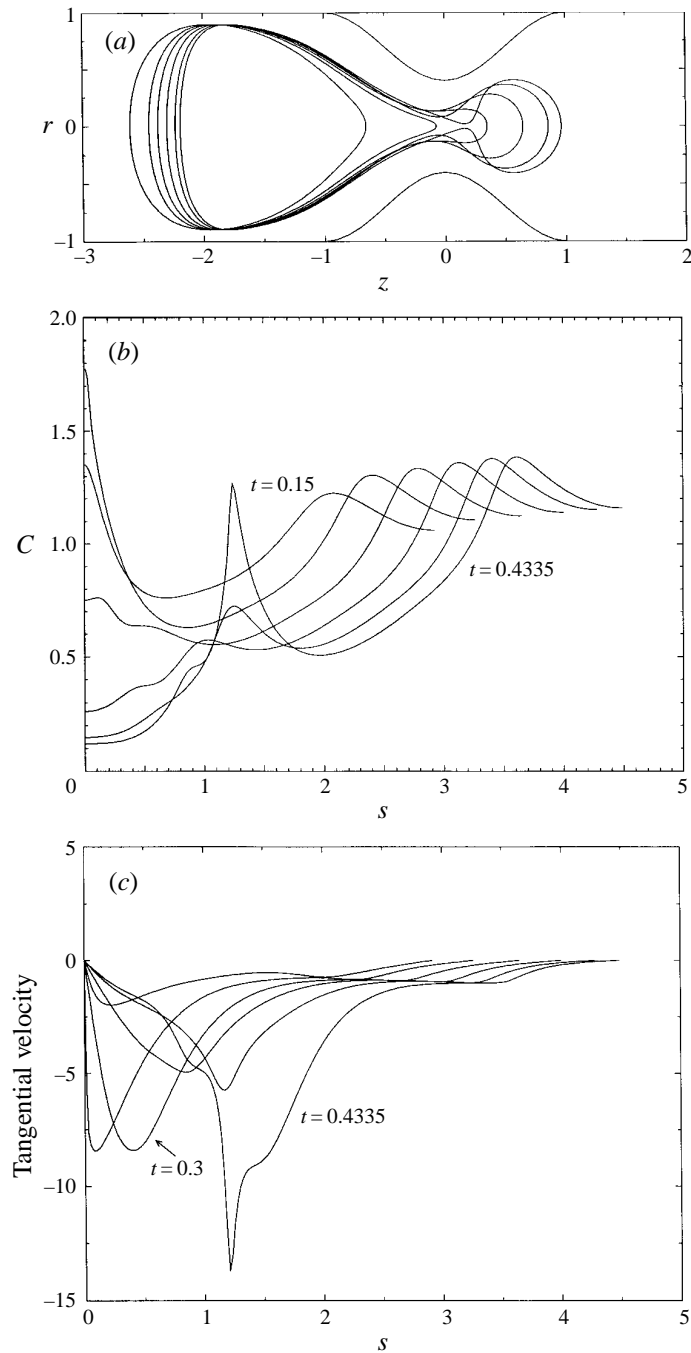 (a)
1
r
0
−1
−3
−2
−1
0
1
2
z
(b)
2.0
1.5
C
1.0
0.5
0
t = 0.15
t = 0.4335
1
2
3
4
5
s
(c)
5
0
Tangential velocity
−5
−10
−15
t = 0.3
t = 0.4335
0
1
2
3
4
5
s